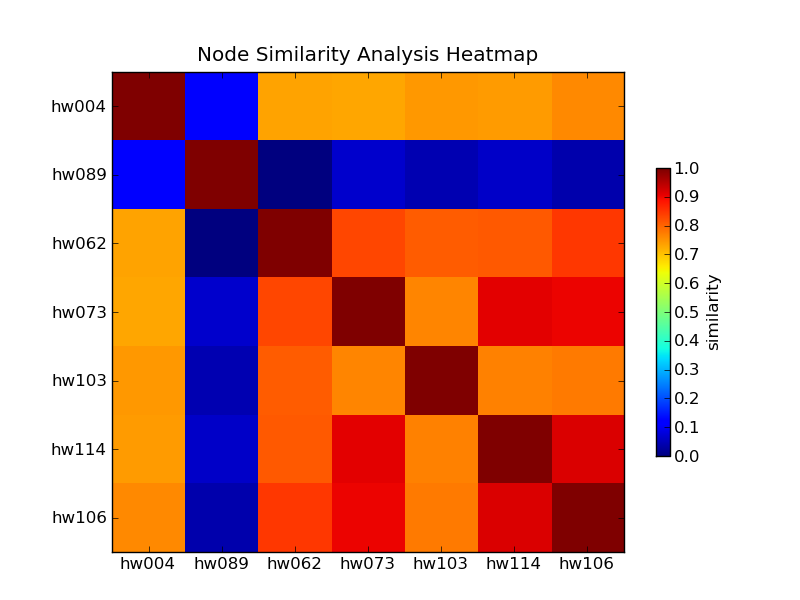 Node Similarity Analysis Heatmap
hw004
hw089
hw062
hw073
hw103
hw114
hw106
hw004 hw089 hw062 hw073 hw103 hw114 hw106
1.0
0.9
0.8
0.7
0.6
0.5
0.4
0.3
0.2
0.1
0.0
similarity